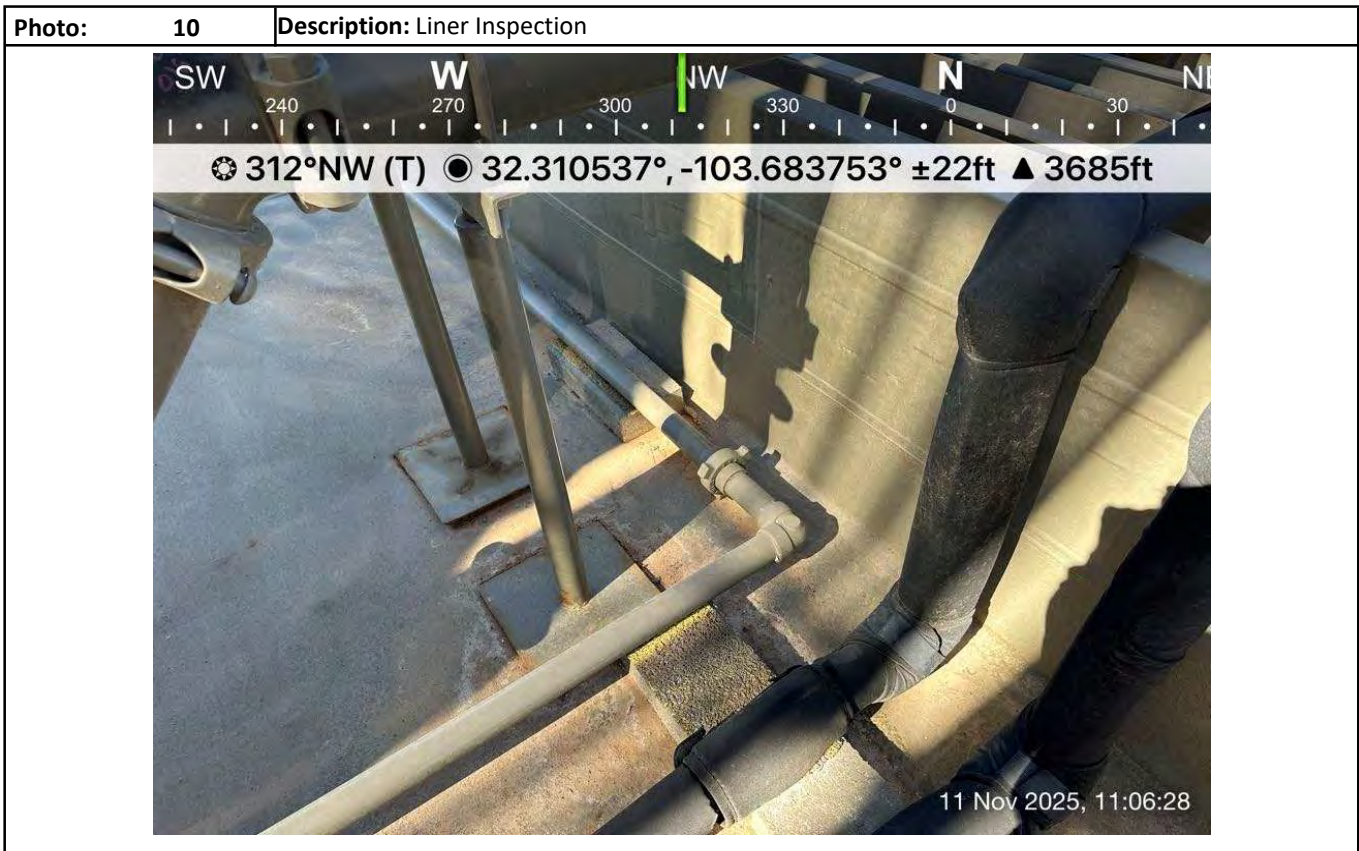 Photo: 10 Description: Liner Inspection
SW W NW N NE
240 270 300 330 0 30
312°NW (T) 32.310537°, -103.683753° ±22ft ▲ 3685ft
11 Nov 2025, 11:06:28